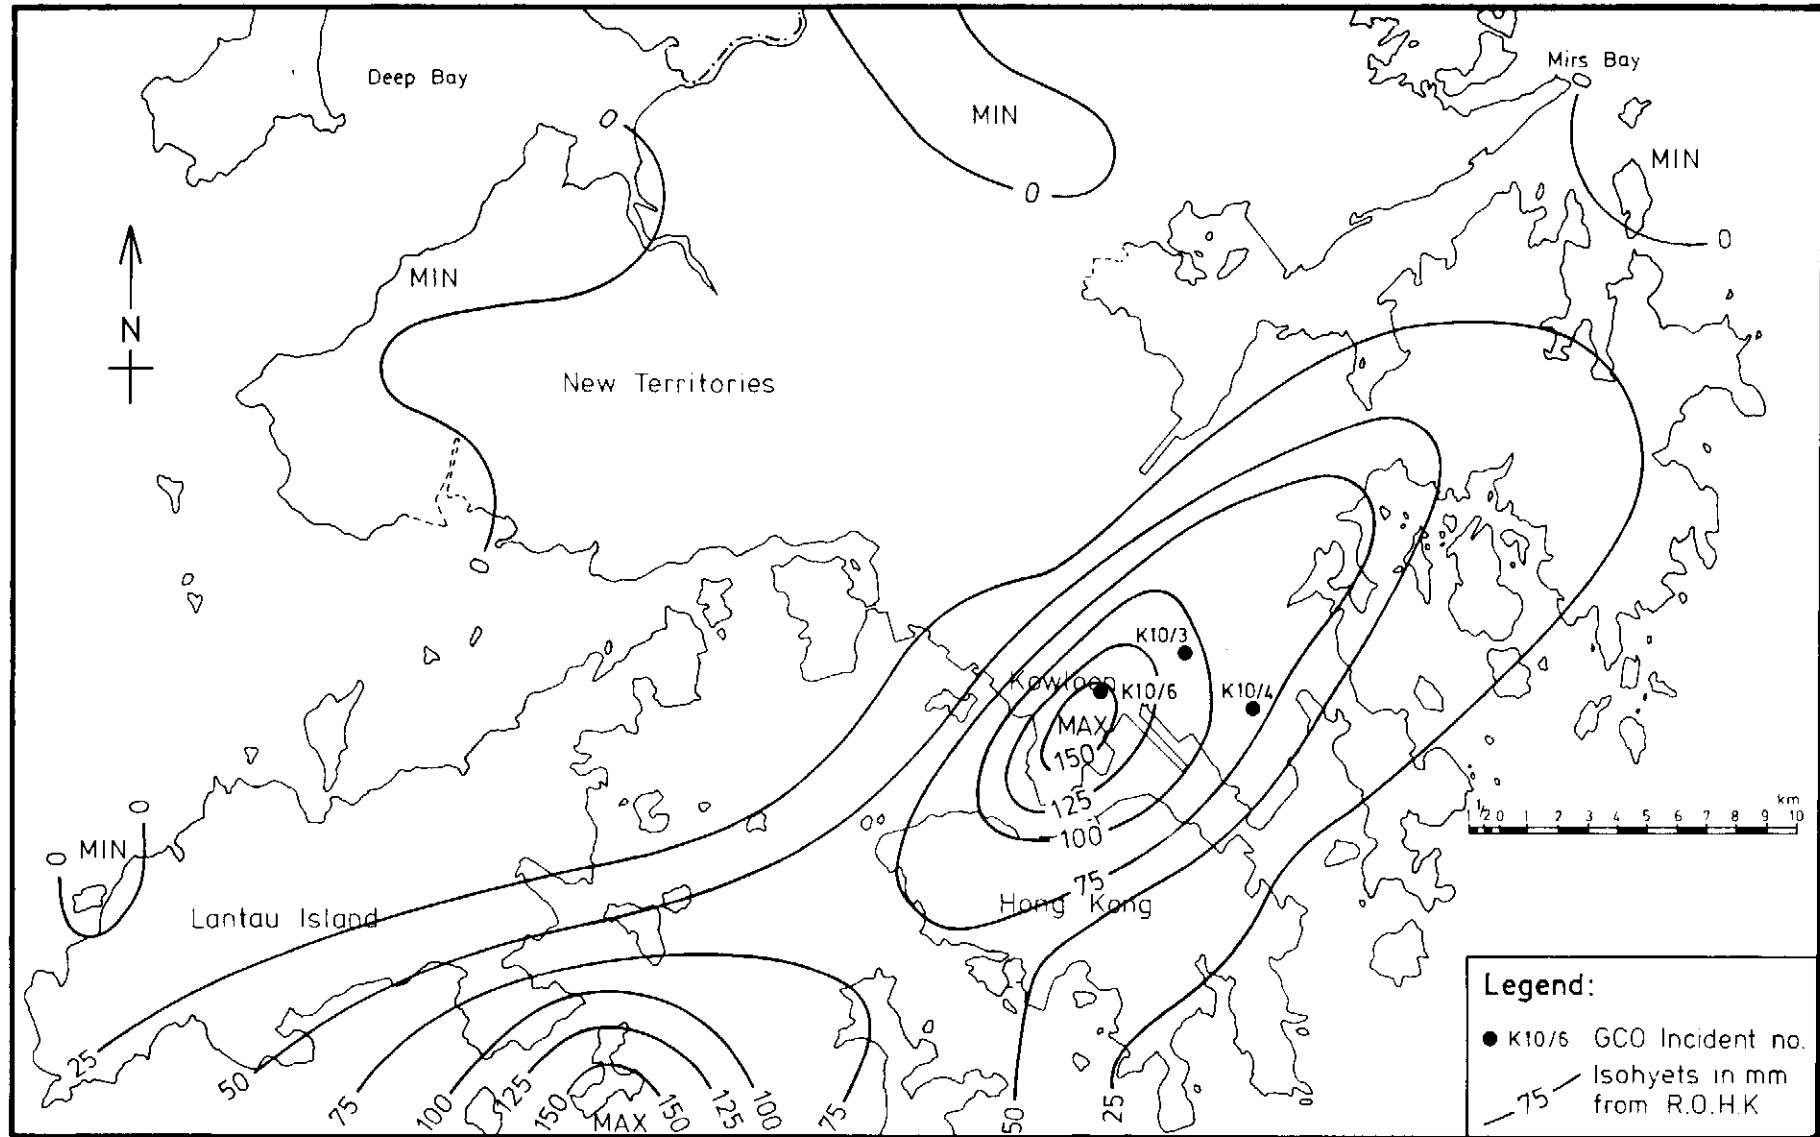 Deep Bay
Mirs Bay
0
0
MIN
MIN
0
0
MIN
N
New Territories
0
K10/3
Kowloon
K10/6
K10/4
MAX
150
125
100
75
Hong Kong
0
0
MIN
Lantau Island
25
50
75
100
125
150
MAX
150
125
100
75
50
25
km
1 1/2 0 1 2 3 4 5 6 7 8 9 10
Legend:
K10/6 GCO Incident no.
75 Isohyets in mm
from R.O.H.K